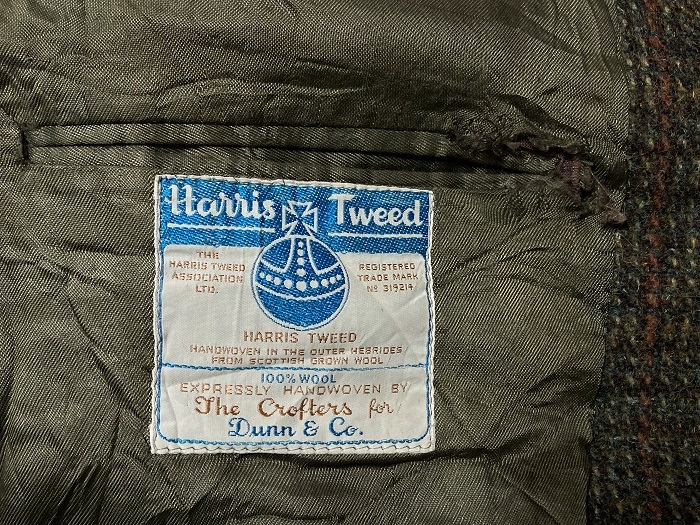 Harris Tweed
THE
HARRIS TWEED
ASSOCIATION
LTD.
REGISTERED
TRADE MARK
No 319214
HARRIS TWEED
HANDWOVEN IN THE OUTER HEBRIDES
FROM SCOTTISH GROWN WOOL
100% WOOL
EXPRESSLY HANDWOVEN BY
The Crofters for
Dunn & Co.